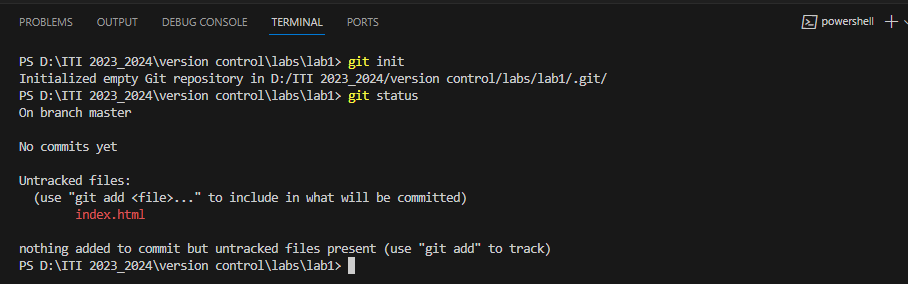 PROBLEMS OUTPUT DEBUG CONSOLE TERMINAL PORTS powershell
PS D:\ITI 2023_2024\version control\labs\lab1> git init
Initialized empty Git repository in D:/ITI 2023_2024/version control/labs/lab1/.git/
PS D:\ITI 2023_2024\version control\labs\lab1> git status
On branch master
No commits yet
Untracked files:
(use "git add <file>..." to include in what will be committed)
index.html
nothing added to commit but untracked files present (use "git add" to track)
PS D:\ITI 2023_2024\version control\labs\lab1>